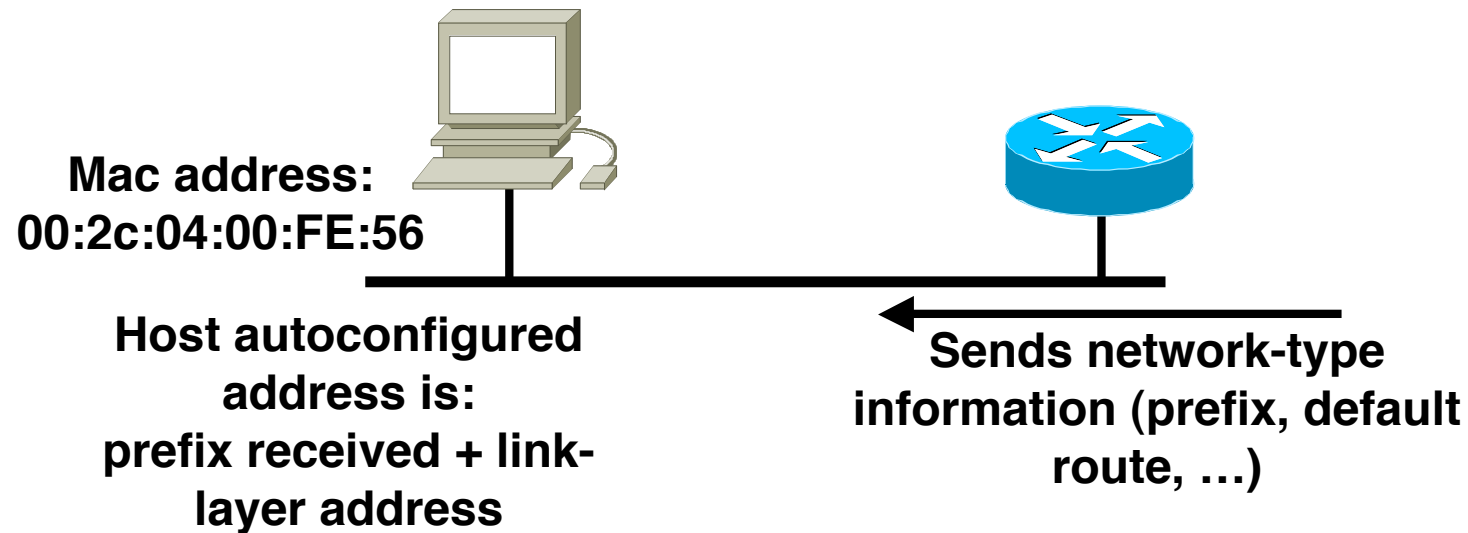 Mac address:
00:2c:04:00:FE:56
Host autoconfigured
address is:
prefix received + link-
layer address
Sends network-type
information (prefix, default
route, …)